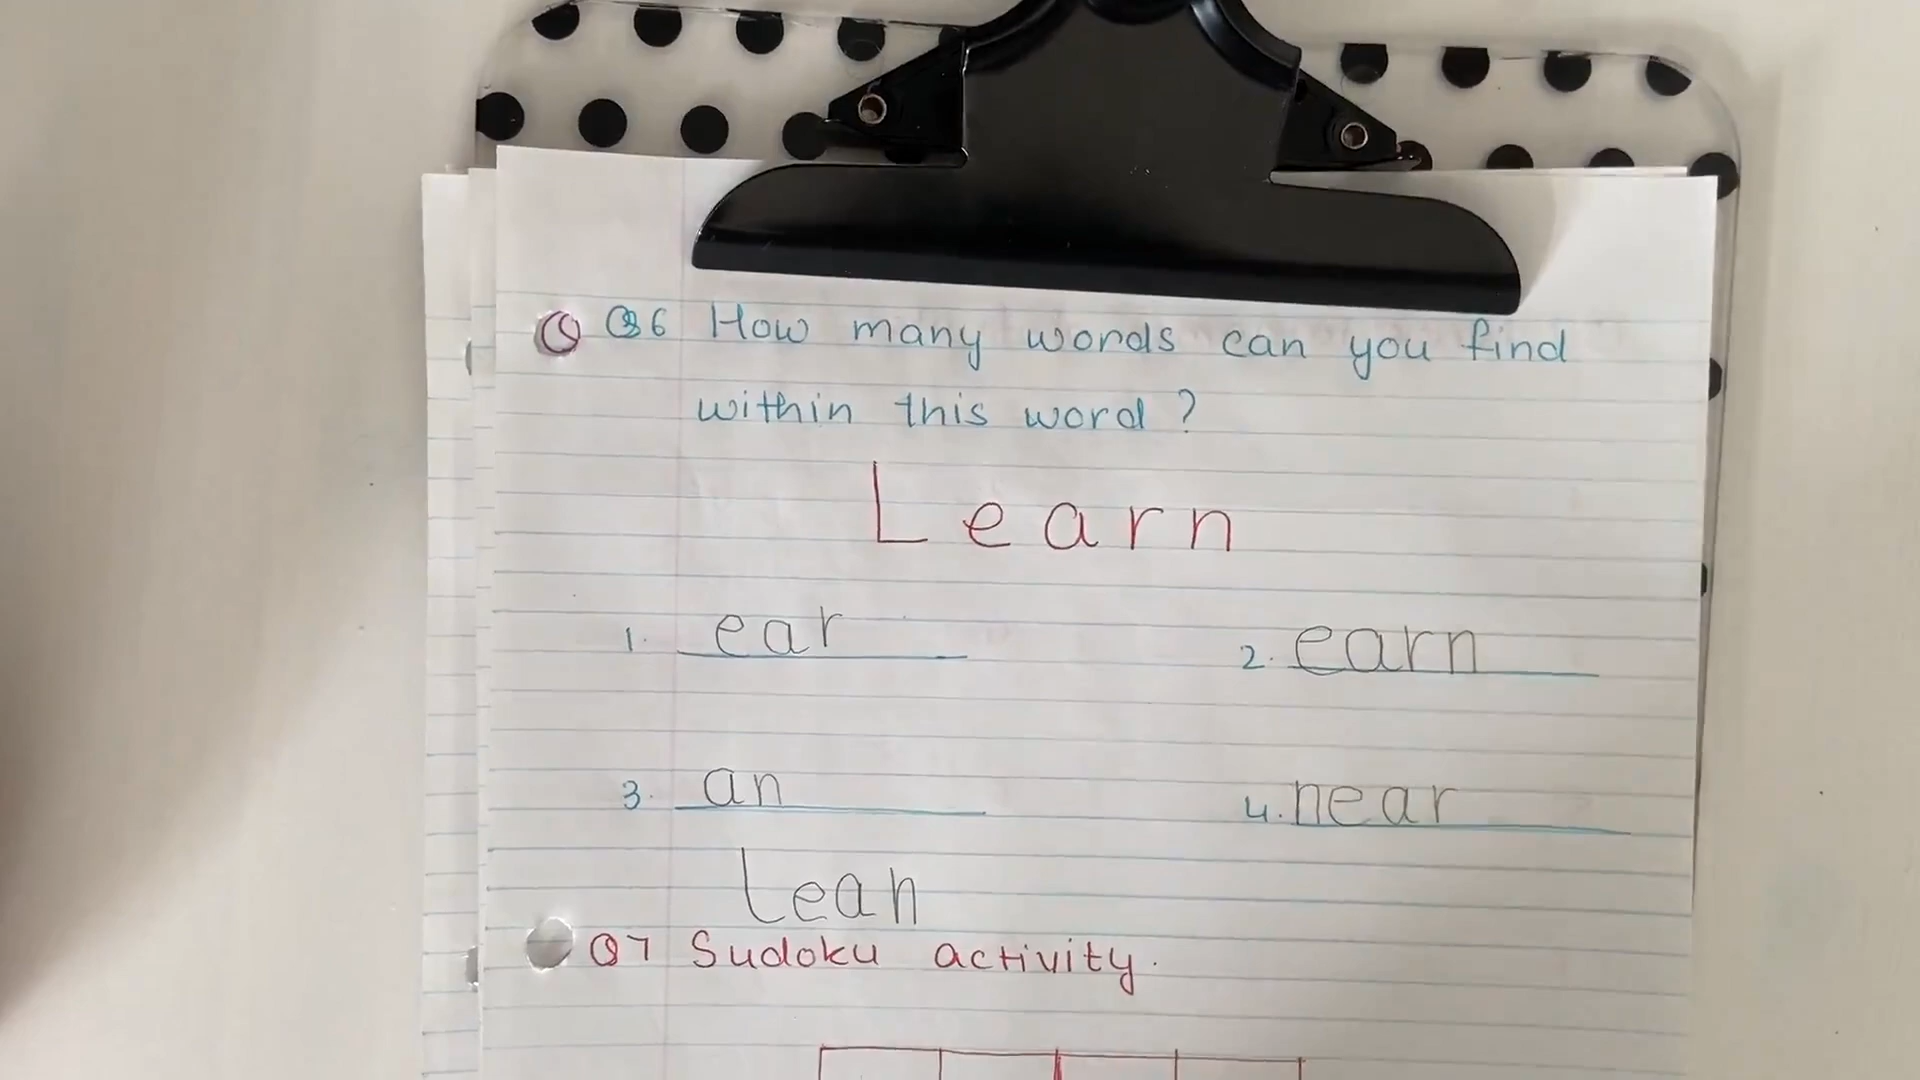 Q6 How many words can you find
within this word?
Learn
1. ear 2. earn
3. an 4. near
lean
Q7 Sudoku activity.